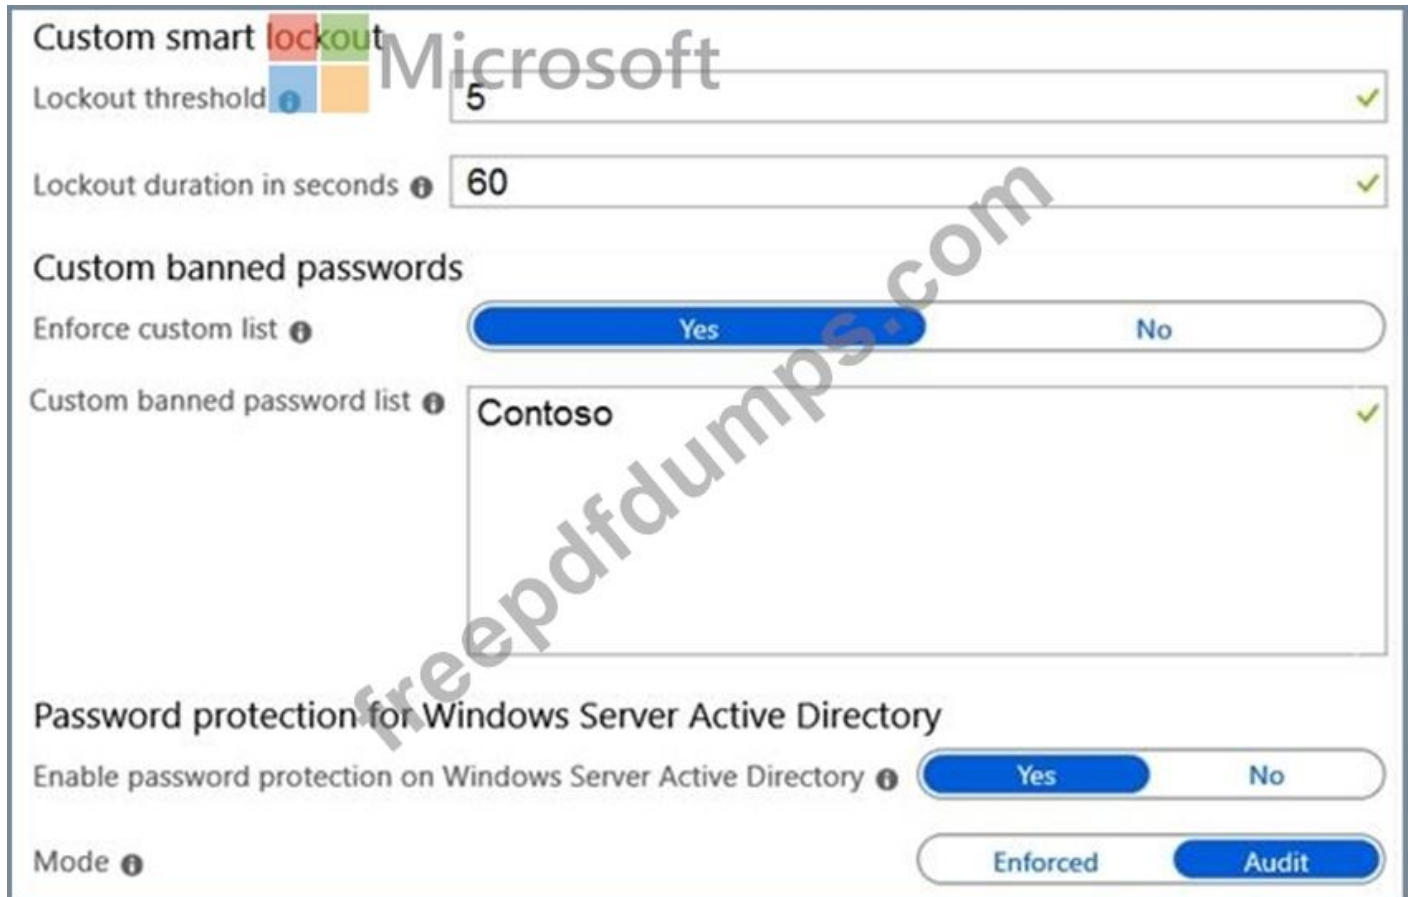 Custom smart lockout
Microsoft
Lockout threshold
5
Lockout duration in seconds
60
Custom banned passwords
Enforce custom list
Yes
No
Custom banned password list
Contoso
freepdfdumps.com
Password protection for Windows Server Active Directory
Enable password protection on Windows Server Active Directory
Yes
No
Mode
Enforced
Audit